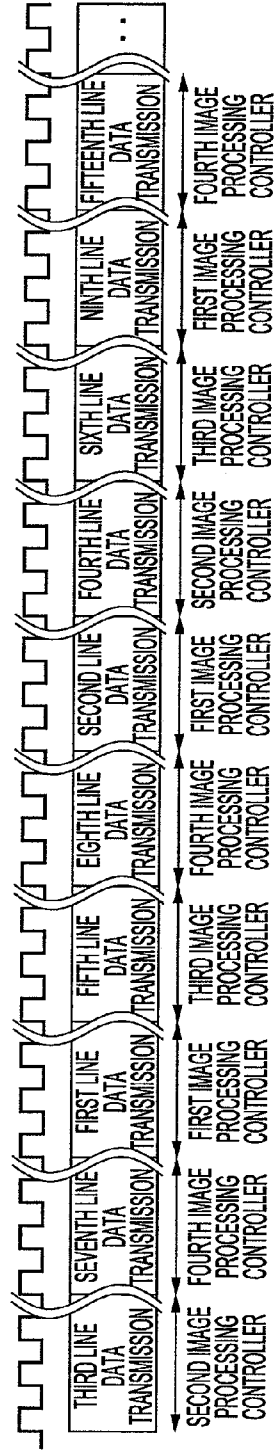 THIRD LINE
DATA
TRANSMISSION
SEVENTH LINE
DATA
TRANSMISSION
FIRST LINE
DATA
TRANSMISSION
FIFTH LINE
DATA
TRANSMISSION
EIGHTH LINE
DATA
TRANSMISSION
SECOND LINE
DATA
TRANSMISSION
FOURTH LINE
DATA
TRANSMISSION
SIXTH LINE
DATA
TRANSMISSION
NINTH LINE
DATA
TRANSMISSION
FIFTEENTH LINE
DATA
TRANSMISSION
. .
SECOND IMAGE
PROCESSING
CONTROLLER
FOURTH IMAGE
PROCESSING
CONTROLLER
FIRST IMAGE
PROCESSING
CONTROLLER
THIRD IMAGE
PROCESSING
CONTROLLER
FOURTH IMAGE
PROCESSING
CONTROLLER
FIRST IMAGE
PROCESSING
CONTROLLER
SECOND IMAGE
PROCESSING
CONTROLLER
THIRD IMAGE
PROCESSING
CONTROLLER
FIRST IMAGE
PROCESSING
CONTROLLER
FOURTH IMAGE
PROCESSING
CONTROLLER